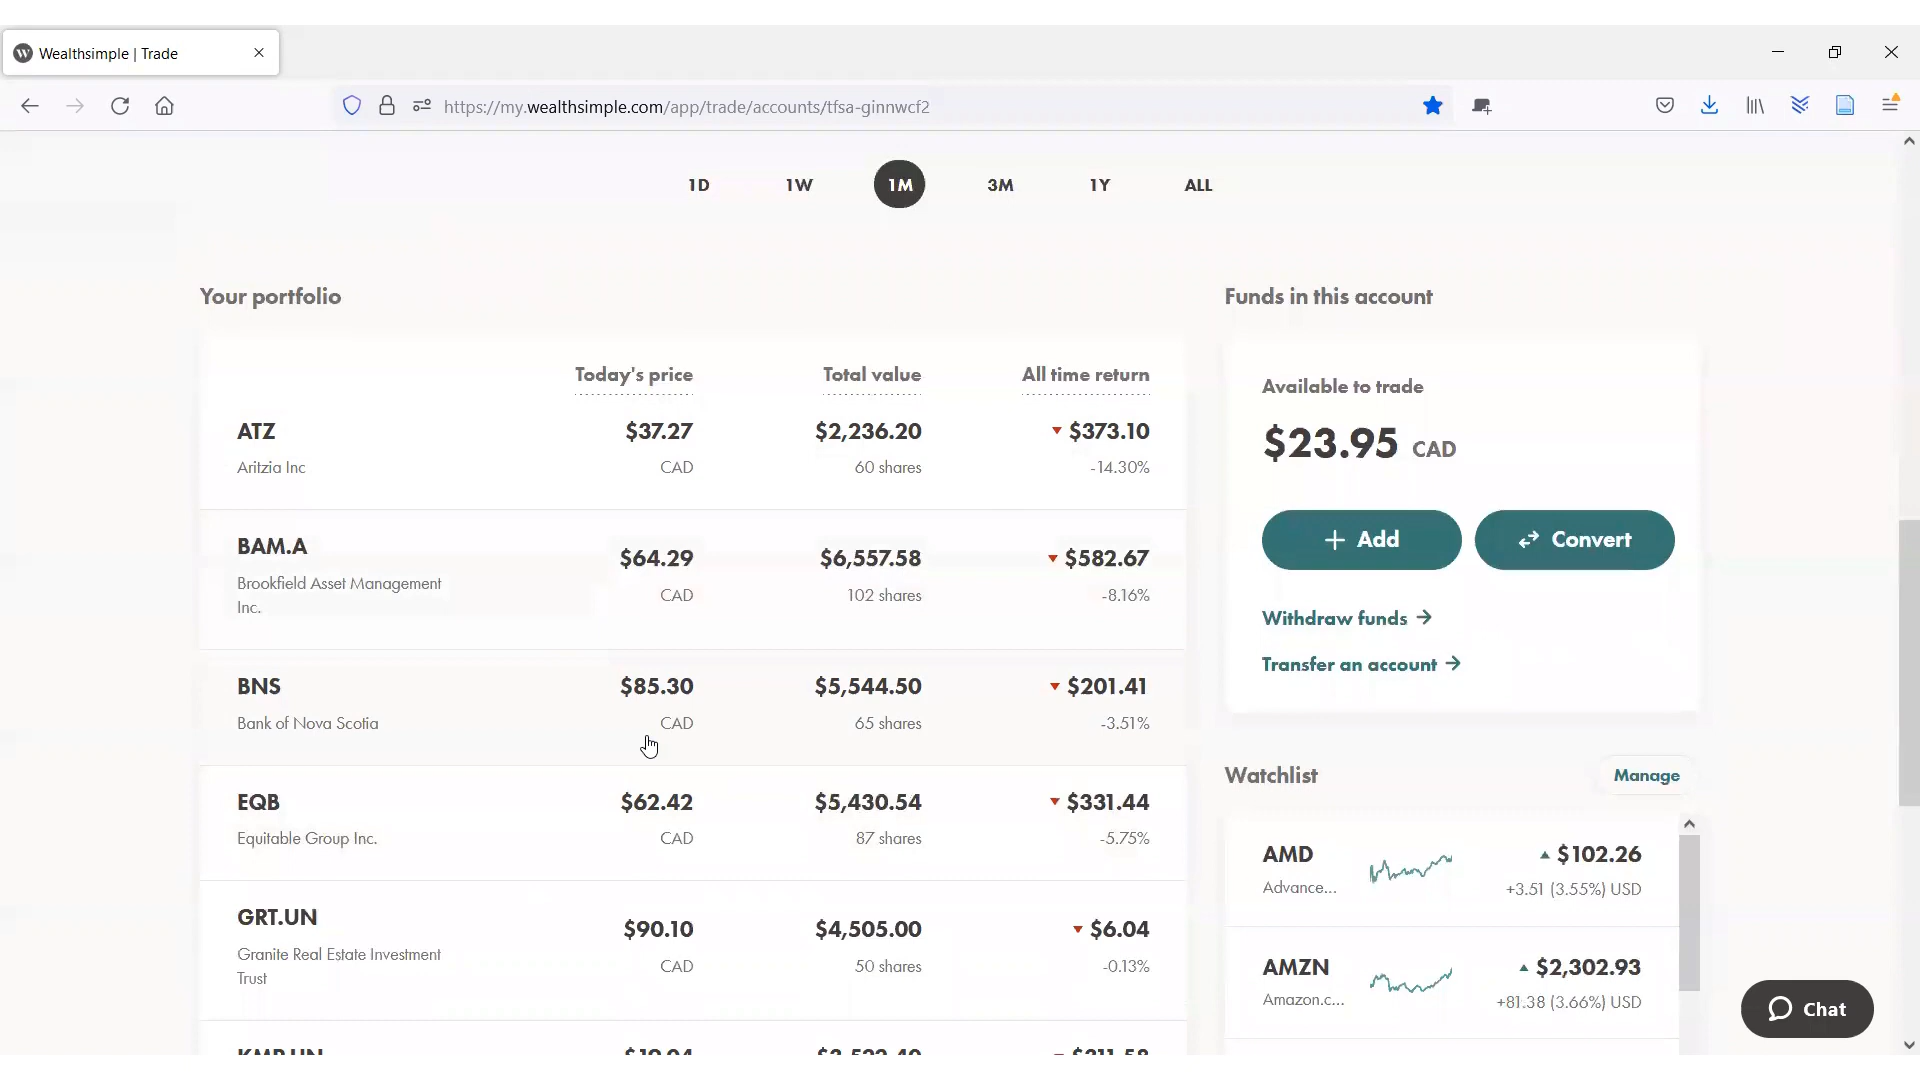 Wealthsimple | Trade
https://my.wealthsimple.com/app/trade/accounts/tfsa-ginnwcf2
1D 1W 1M 3M 1Y ALL
Your portfolio
Today's price Total value All time return
ATZ $37.27 $2,236.20 $373.10
Aritzia Inc CAD 60 shares -14.30%
BAM.A $64.29 $6,557.58 $582.67
Brookfield Asset Management
Inc. CAD 102 shares -8.16%
BNS $85.30 $5,544.50 $201.41
Bank of Nova Scotia CAD 65 shares -3.51%
EQB $62.42 $5,430.54 $331.44
Equitable Group Inc. CAD 87 shares -5.75%
GRT.UN $90.10 $4,505.00 $6.04
Granite Real Estate Investment
Trust CAD 50 shares -0.13%
Funds in this account
Available to trade
$23.95 CAD
+ Add Convert
Withdraw funds →
Transfer an account →
Watchlist Manage
AMD $102.26
Advance... +3.51 (3.55%) USD
AMZN $2,302.93
Amazon.c... +81.38 (3.66%) USD
Chat